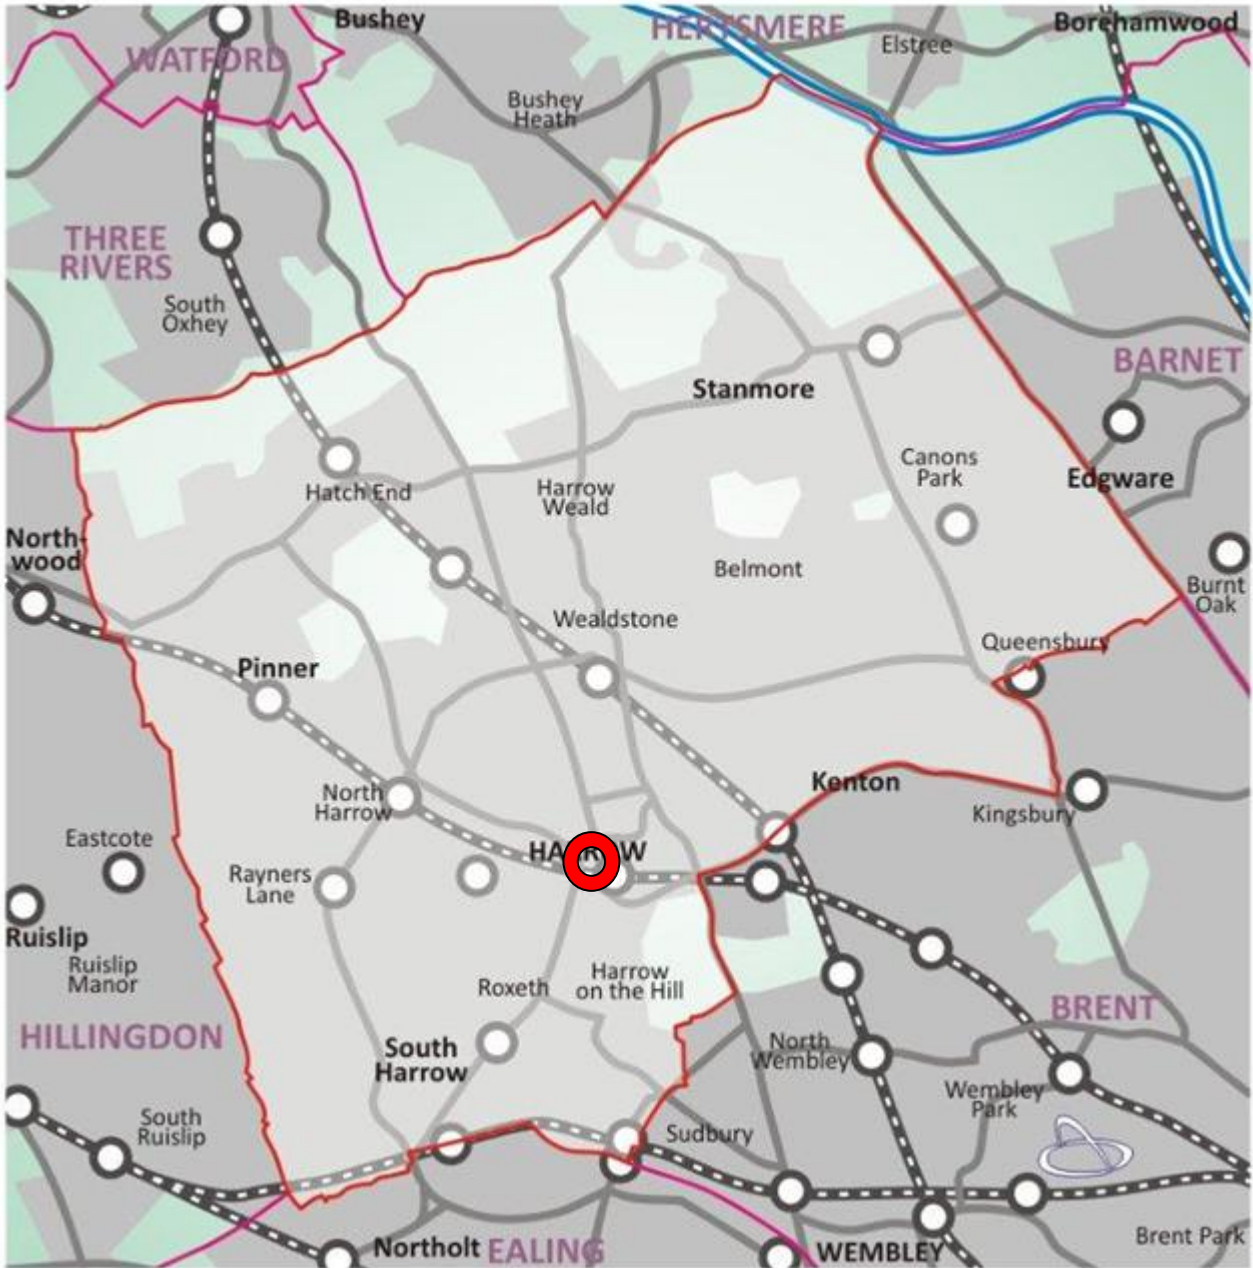 Bushey
HERTSMERE
Borehamwood
WATFORD
Elstree
Bushey
Heath
THREE
RIVERS
South
Oxhey
BARNET
Stanmore
Canons
Park
Edgware
Hatch End
Harrow
Weald
North-
wood
Belmont
Burnt
Oak
Wealdstone
Queensbury
Pinner
Kenton
North
Harrow
Kingsbury
Eastcote
HARROW
Rayners
Lane
Ruislip
Ruislip
Manor
Roxeth
Harrow
on the Hill
BRENT
HILLINGDON
South
Harrow
North
Wembley
Wembley
Park
South
Ruislip
Sudbury
Northolt
EALING
WEMBLEY
Brent Park